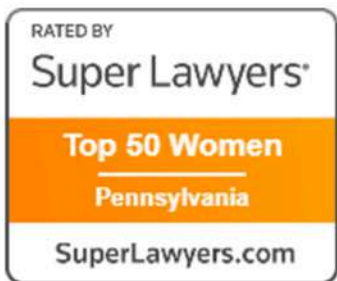 RATED BY
Super Lawyers®
Top 50 Women
Pennsylvania
SuperLawyers.com